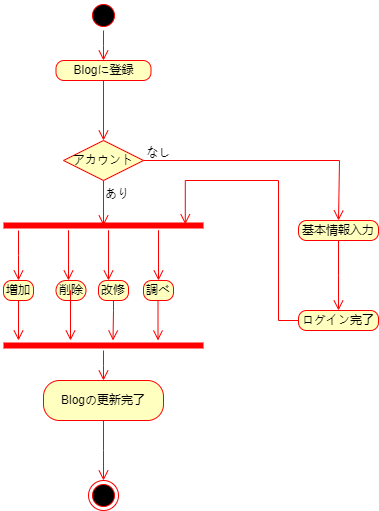 Blogに登録
アカウント
なし
あり
基本情報入力
増加
削除
改修
調べ
ログイン完了
Blogの更新完了